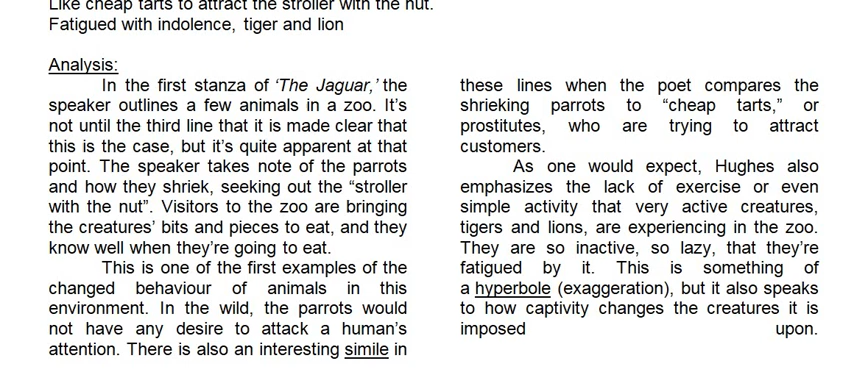 Like cheap tarts to attract the stroller with the nut.
Fatigued with indolence, tiger and lion
Analysis:
In the first stanza of ‘The Jaguar,’ the
speaker outlines a few animals in a zoo. It’s
not until the third line that it is made clear that
this is the case, but it’s quite apparent at that
point. The speaker takes note of the parrots
and how they shriek, seeking out the “stroller
with the nut”. Visitors to the zoo are bringing
the creatures’ bits and pieces to eat, and they
know well when they’re going to eat.
This is one of the first examples of the
changed behaviour of animals in this
environment. In the wild, the parrots would
not have any desire to attack a human’s
attention. There is also an interesting simile in
these lines when the poet compares the
shrieking parrots to “cheap tarts,” or
prostitutes, who are trying to attract
customers.
As one would expect, Hughes also
emphasizes the lack of exercise or even
simple activity that very active creatures,
tigers and lions, are experiencing in the zoo.
They are so inactive, so lazy, that they’re
fatigued by it. This is something of
a hyperbole (exaggeration), but it also speaks
to how captivity changes the creatures it is
imposed upon.